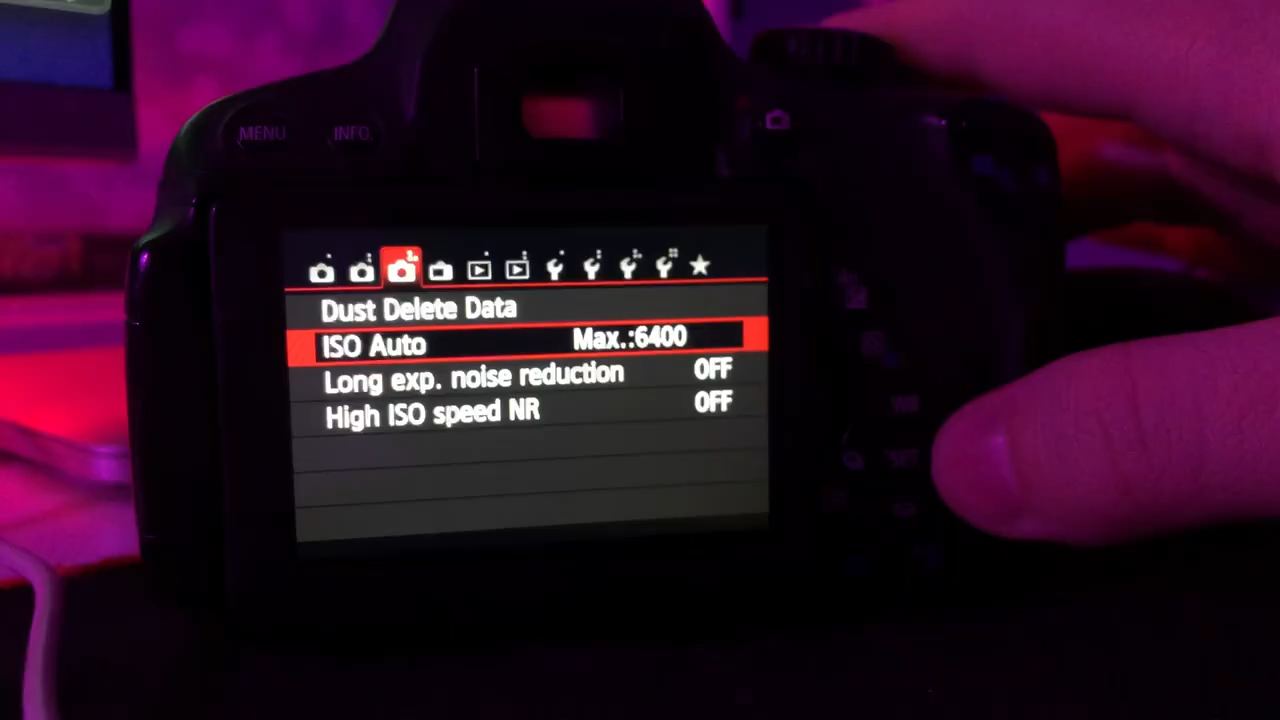 MENU INFO
Dust Delete Data
ISO Auto Max.:6400
Long exp. noise reduction OFF
High ISO speed NR OFF
SET